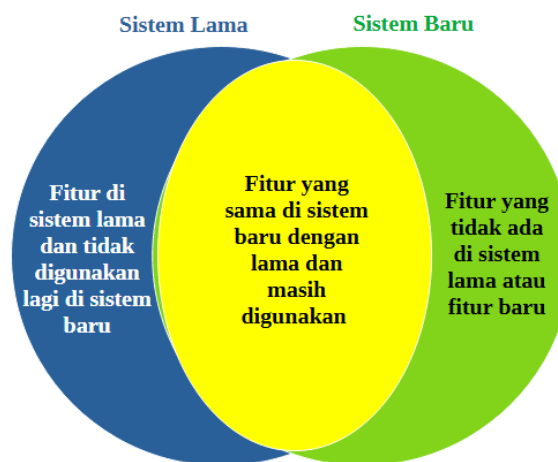 Sistem Lama
Sistem Baru
Fitur di
sistem lama
dan tidak
digunakan
lagi di sistem
baru
Fitur yang
sama di sistem
baru dengan
lama dan
masih
digunakan
Fitur yang
tidak ada
di sistem
lama atau
fitur baru